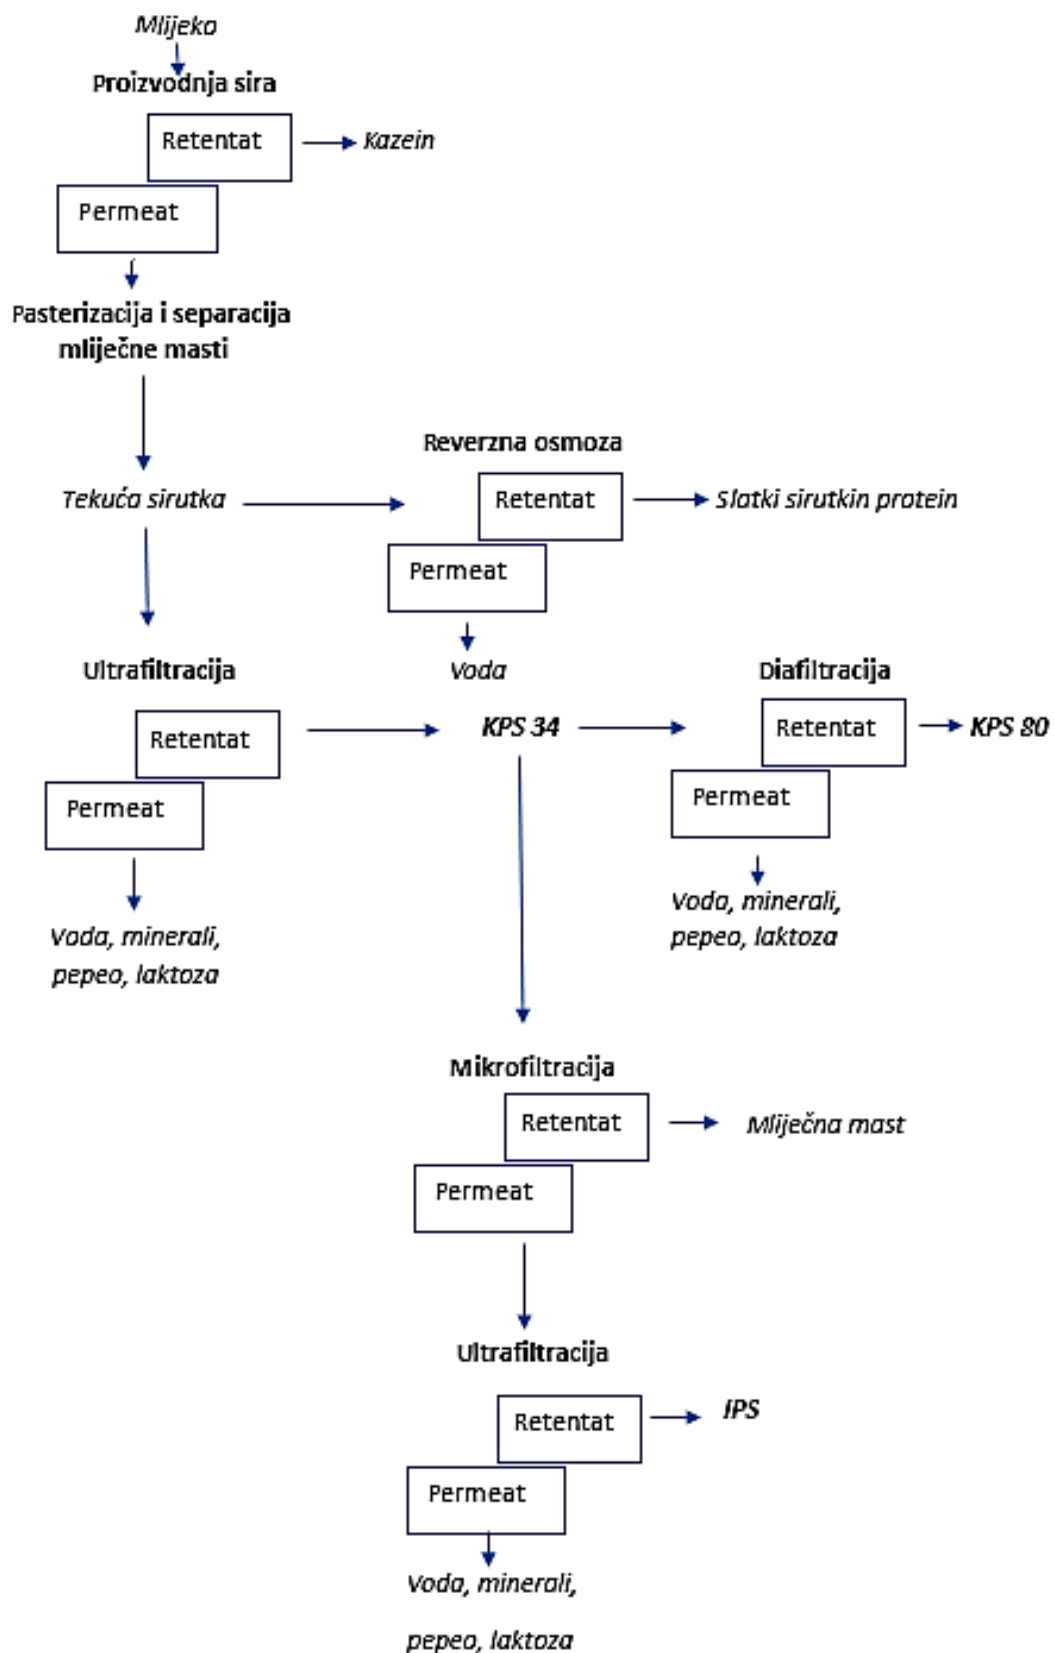 Mlijeko
Proizvodnja sira
Retentat
Kazein
Permeat
Pasterizacija i separacija
mliječne masti
Reverzna osmoza
Tekuća sirutka
Retentat
Slatki sirutkin protein
Permeat
Voda
Ultrafiltracija
Retentat
Permeat
Voda, minerali,
pepeo, laktoza
KPS 34
Diafiltracija
Retentat
KPS 80
Permeat
Voda, minerali,
pepeo, laktoza
Mikrofiltracija
Retentat
Mliječna mast
Permeat
Ultrafiltracija
Retentat
IPS
Permeat
Voda, minerali,
pepeo, laktoza